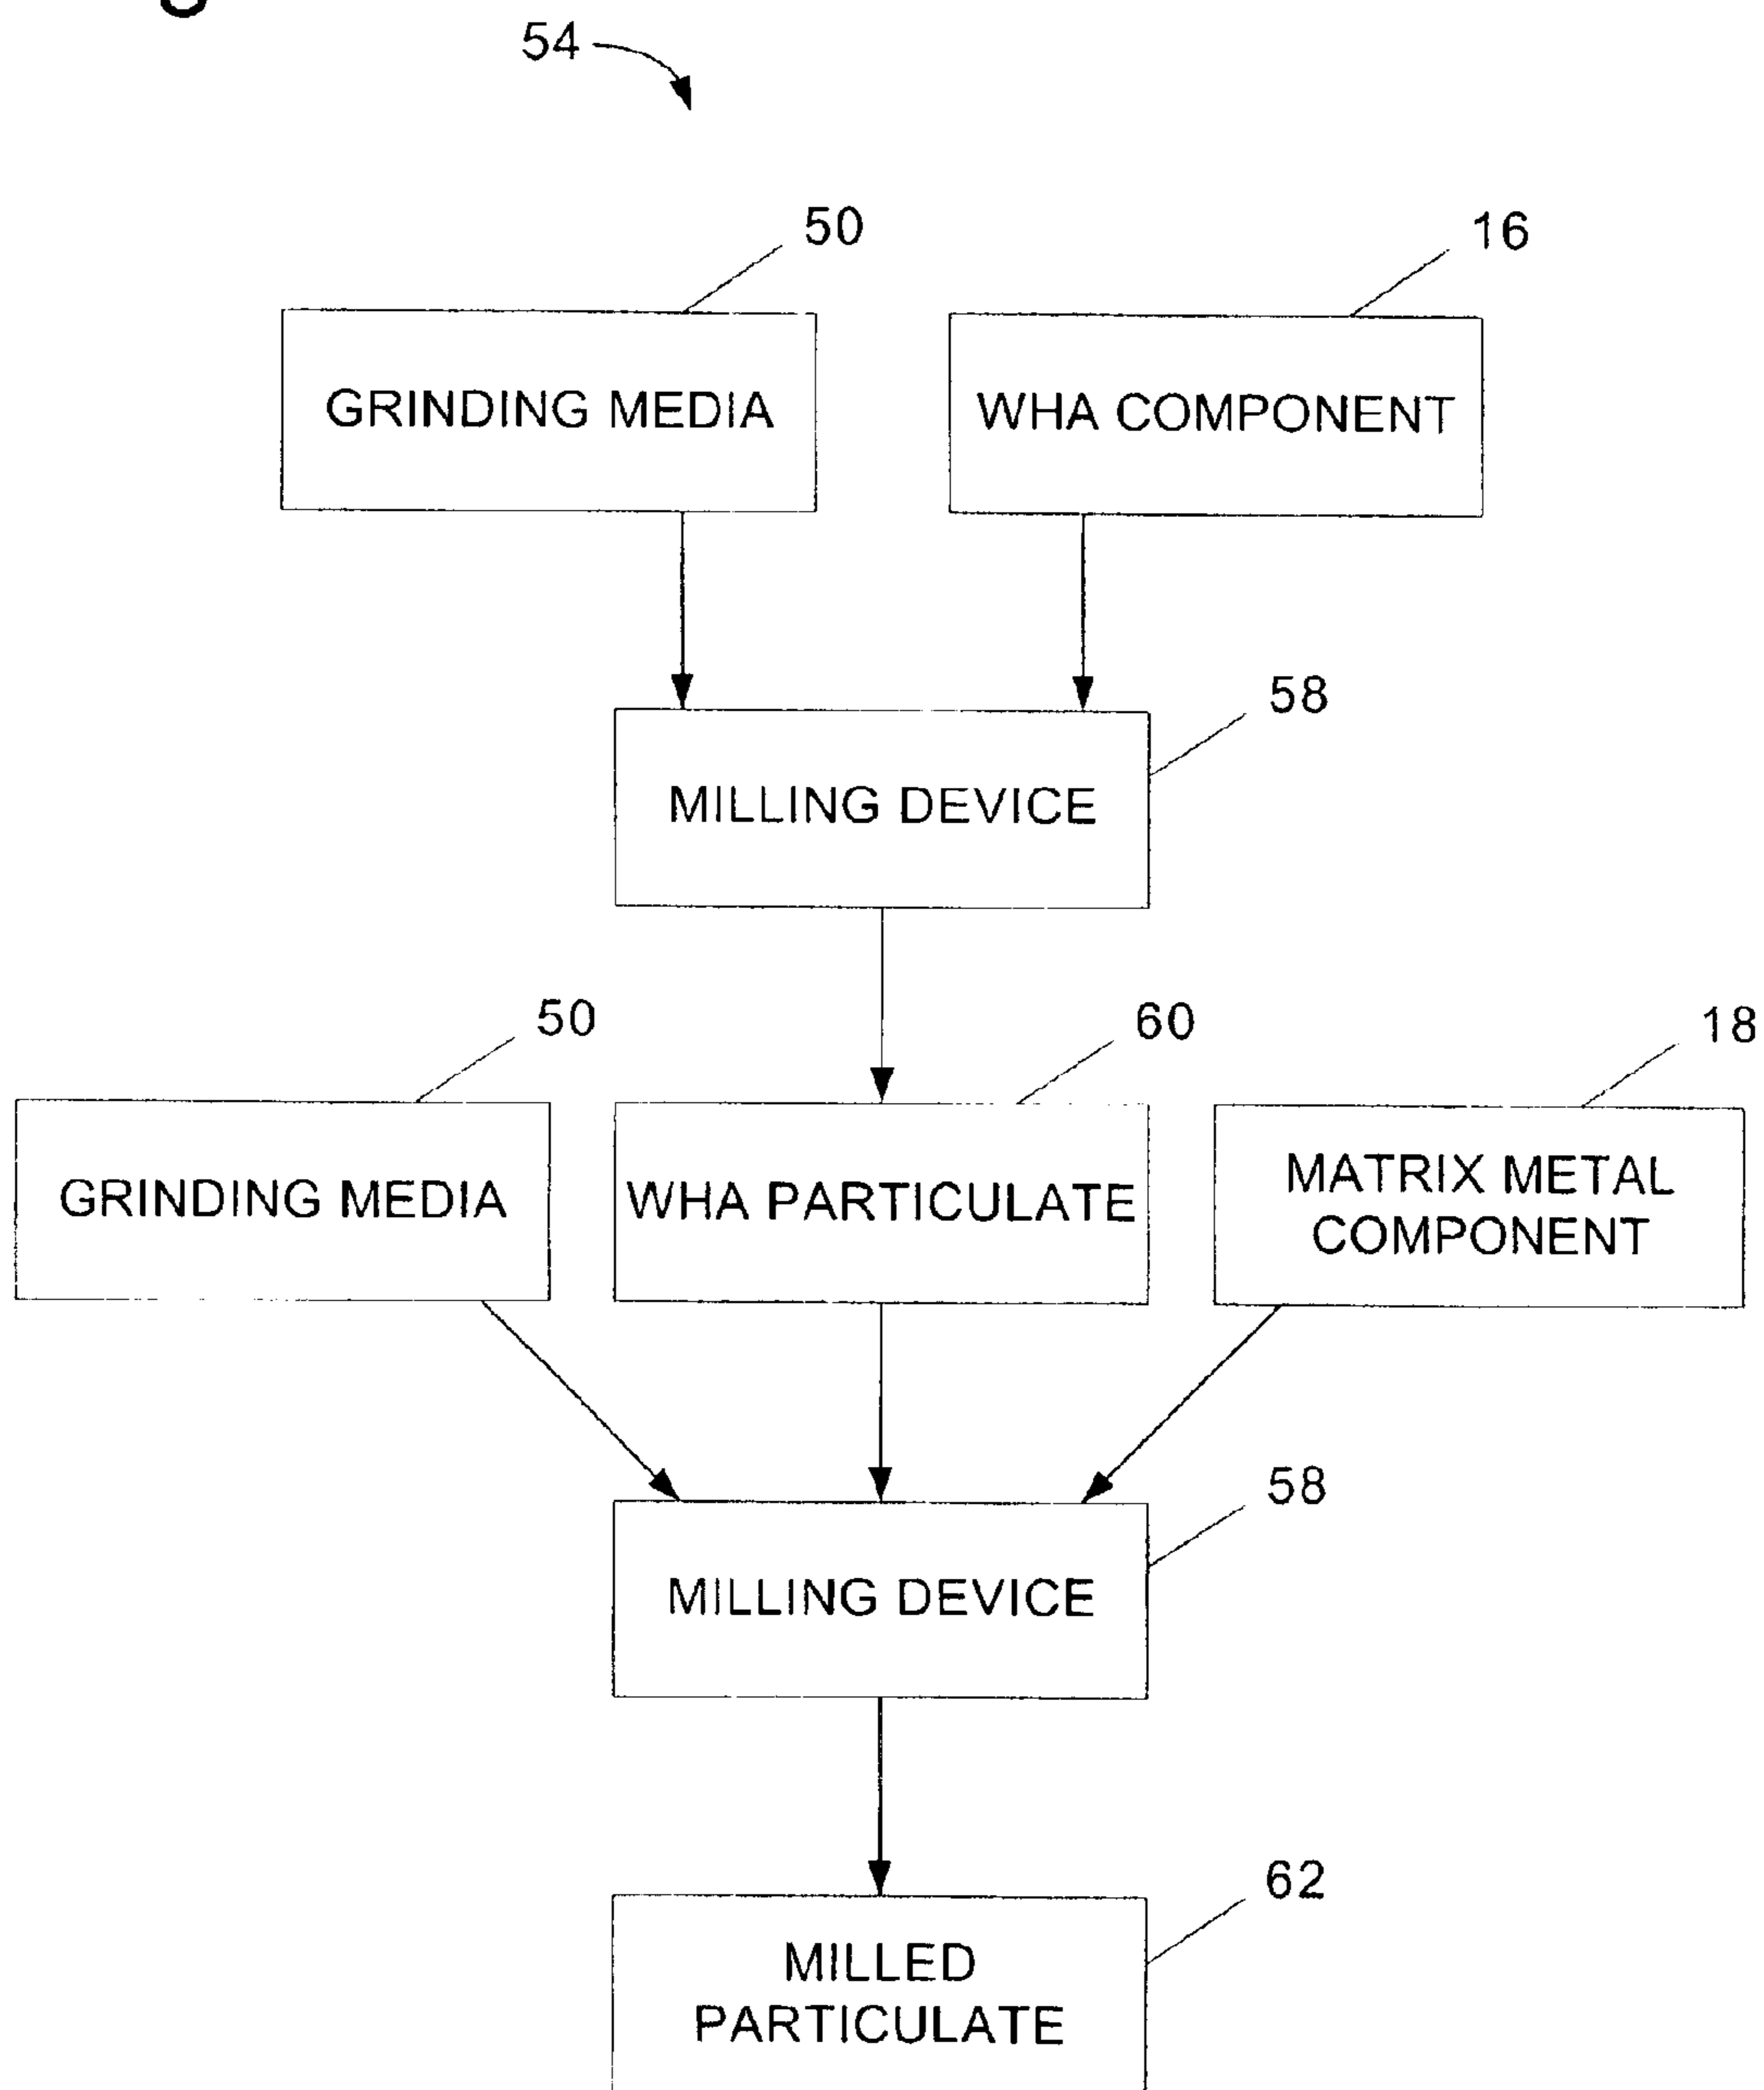 54
50
16
GRINDING MEDIA
WHA COMPONENT
58
MILLING DEVICE
50
60
18
GRINDING MEDIA
WHA PARTICULATE
MATRIX METAL
COMPONENT
58
MILLING DEVICE
62
MILLED
PARTICULATE